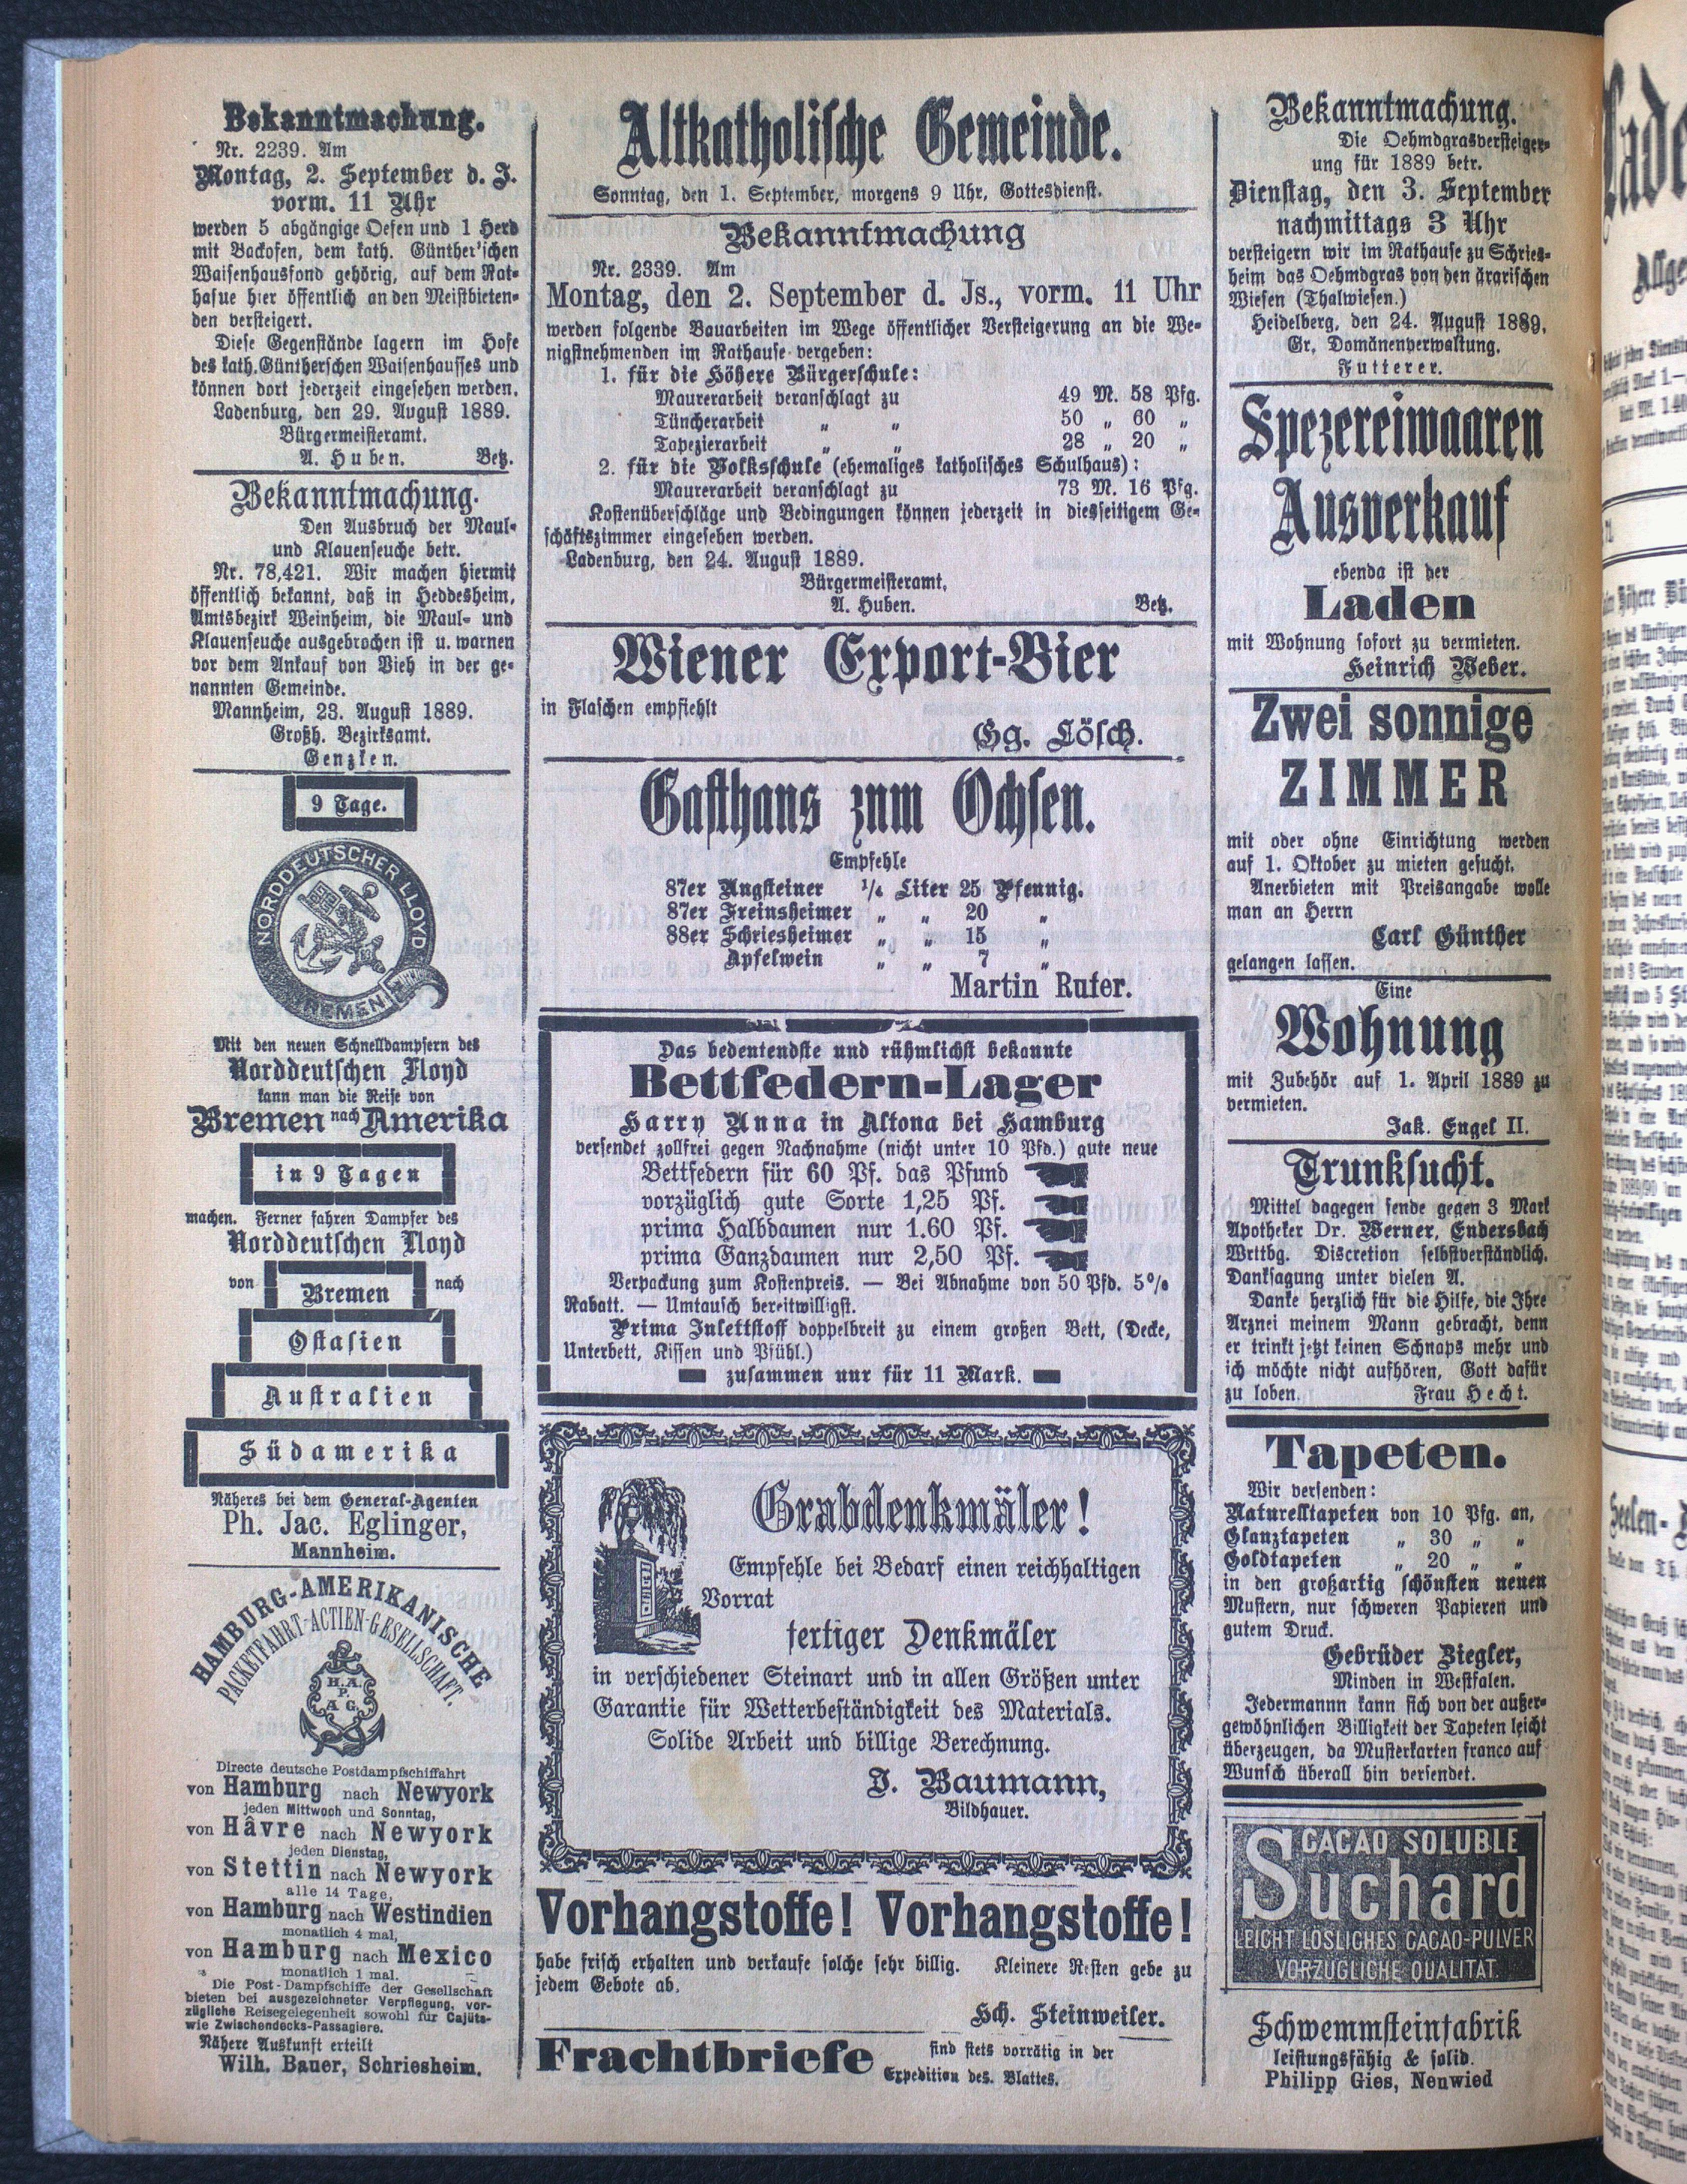 Bekanntmachung.
Nr. 2239. Am
Montag, 2. September d. J.
vorm. 11 Uhr
werden 5 abgängige Oefen und 1 Herd
mit Backofen, dem kath. Günther'schen
Waisenhausfond gehörig, auf dem Rat-
hasue hier öffentlich an den Meistbieten-
den versteigert.
Diese Gegenstände lagern im Hofe
des kath. Güntherschen Waisenhausses und
können dort jederzeit eingesehen werden.
Ladenburg, den 29. August 1889.
Bürgermeisteramt.
A. Huben. Betz.
Bekanntmachung.
Den Ausbruch der Maul-
und Klauenseuche betr.
Nr. 78,421. Wir machen hiermit
öffentlich bekannt, daß in Heddesheim,
Amtsbezirk Weinheim, die Maul- und
Klauenseuche ausgebrochen ist u. warnen
vor dem Ankauf von Vieh in der ge-
nannten Gemeinde.
Mannheim, 23. August 1889.
Großh. Bezirksamt.
Genzken.
9 Tage.
NORDDEUTSCHER LLOYD
BREMEN
Mit den neuen Schnelldampfern des
Norddeutschen Lloyd
kann man die Reise von
Bremen nach Amerika
in 9 Tagen
machen. Ferner fahren Dampfer des
Norddeutschen Lloyd
von Bremen nach
Ostasien
Australien
Südamerika
Näheres bei dem General-Agenten
Ph. Jac. Eglinger,
Mannheim.
HAMBURG-AMERIKANISCHE
PACKETFAHRT-ACTIEN-GESELLSCHAFT.
H. A.
P.
A. G.
Directe deutsche Postdampfschiffahrt
von Hamburg nach Newyork
jeden Mittwoch und Sonntag,
von Hâvre nach Newyork
jeden Dienstag,
von Stettin nach Newyork
alle 14 Tage,
von Hamburg nach Westindien
monatlich 4 mal,
von Hamburg nach Mexico
monatlich 1 mal.
Die Post-Dampfschiffe der Gesellschaft
bieten bei ausgezeichneter Verpflegung, vor-
zügliche Reisegelegenheit sowohl für Cajüts-
wie Zwischendecks-Passagiere.
Nähere Auskunft erteilt
Wilh. Bauer, Schriesheim.
Altkatholische Gemeinde.
Sonntag, den 1. September, morgens 9 Uhr, Gottesdienst.
Bekanntmachung
Nr. 2339. Am
Montag, den 2. September d. Js., vorm. 11 Uhr
werden folgende Bauarbeiten im Wege öffentlicher Versteigerung an die We-
nigstnehmenden im Rathause vergeben:
1. für die Höhere Bürgerschule:
Maurerarbeit veranschlagt zu 49 M. 58 Pfg.
Tüncherarbeit „ „ 50 „ 60 „
Tapezierarbeit „ „ 28 „ 20 „
2. für die Volksschule (ehemaliges katholisches Schulhaus):
Maurerarbeit veranschlagt zu 73 M. 16 Pfg.
Kostenüberschläge und Bedingungen können jederzeit in diesseitigem Ge-
schäftszimmer eingesehen werden.
Ladenburg, den 24. August 1889.
Bürgermeisteramt,
A. Huben. Betz.
Wiener Export-Bier
in Flaschen empfiehlt
Gg. Lösch.
Gasthaus zum Ochsen.
Empfehle
87er Angsteiner ¼ Liter 25 Pfennig.
87er Freinsheimer „ „ 20 „
88er Schriesheimer „ „ 15 „
Apfelwein „ „ 7 „
Martin Rufer.
Das bedeutendste und rühmlichst bekannte
Bettfedern-Lager
Harry Anna in Altona bei Hamburg
versendet zollfrei gegen Nachnahme (nicht unter 10 Pfd.) gute neue
Bettfedern für 60 Pf. das Pfund
vorzüglich gute Sorte 1,25 Pf.
prima Halbdaunen nur 1.60 Pf.
prima Ganzdaunen nur 2,50 Pf.
Verpackung zum Kostenpreis. — Bei Abnahme von 50 Pfd. 5%
Rabatt. — Umtausch bereitwilligst.
Prima Inlettstoff doppelbreit zu einem großen Bett, (Decke,
Unterbett, Kissen und Pfühl.)
zusammen nur für 11 Mark.
Grabdenkmäler!
Empfehle bei Bedarf einen reichhaltigen
Vorrat
fertiger Denkmäler
in verschiedener Steinart und in allen Größen unter
Garantie für Wetterbeständigkeit des Materials.
Solide Arbeit und billige Berechnung.
J. Baumann,
Bildhauer.
Vorhangstoffe! Vorhangstoffe!
habe frisch erhalten und verkaufe solche sehr billig. Kleinere Resten gebe zu
jedem Gebote ab.
Hch. Steinweiler.
Frachtbriefe sind stets vorrätig in der
Expedition des. Blattes.
Bekanntmachung.
Die Oehmdgrasversteiger-
ung für 1889 betr.
Dienstag, den 3. September
nachmittags 3 Uhr
versteigern wir im Rathause zu Schries-
heim das Oehmdgras von den ärarischen
Wiesen (Thalwiesen.)
Heidelberg, den 24. August 1889.
Gr. Domänenverwaltung.
Futterer.
Spezereiwaaren
Ausverkauf
ebenda ist der
Laden
mit Wohnung sofort zu vermieten.
Heinrich Weber.
Zwei sonnige
ZIMMER
mit oder ohne Einrichtung werden
auf 1. Oktober zu mieten gesucht.
Anerbieten mit Preisangabe wolle
man an Herrn
Carl Günther
gelangen lassen.
Eine
Wohnung
mit Zubehör auf 1. April 1889 zu
vermieten.
Jak. Engel II.
Trunksucht.
Mittel dagegen sende gegen 3 Mark
Apotheker Dr. Werner, Endersbach
Wrttbg. Discretion selbstverständlich.
Danksagung unter vielen A.
Danke herzlich für die Hilfe, die Ihre
Arznei meinem Mann gebracht, denn
er trinkt jetzt keinen Schnaps mehr und
ich möchte nicht aufhören, Gott dafür
zu loben. Frau Hecht.
Tapeten.
Wir versenden:
Naturelltapeten von 10 Pfg. an,
Glanztapeten „ 30 „ „
Goldtapeten „ 20 „ „
in den großartig schönsten neuen
Mustern, nur schweren Papieren und
gutem Druck.
Gebrüder Ziegler,
Minden in Westfalen.
Jedermannn kann sich von der außer-
gewöhnlichen Billigkeit der Tapeten leicht
überzeugen, da Musterkarten franco auf
Wunsch überall hin versendet.
CACAO SOLUBLE
Suchard
LEICHT LÖSLICHES CACAO-PULVER
VORZÜGLICHE QUALITÄT.
Schwemmsteinfabrik
leistungsfähig & solid.
Philipp Gies, Neuwied